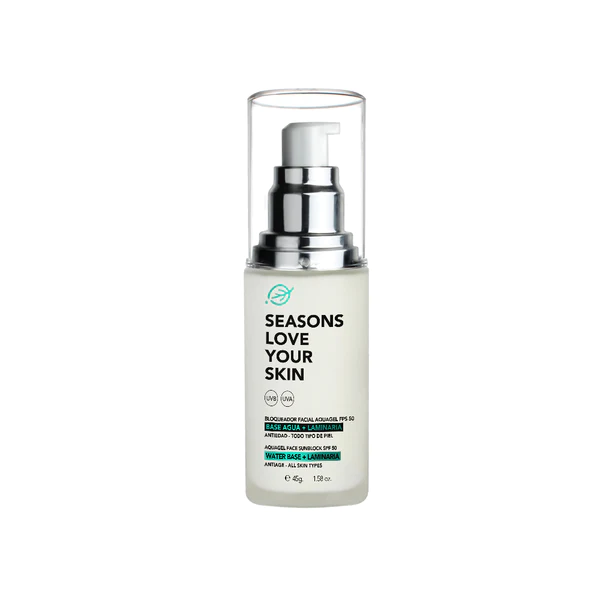 SEASONS
LOVE
YOUR
SKIN
UVB UVA
BLOQUEADOR FACIAL AQUAGEL FPS 50
BASE AGUA + LAMINARIA
ANTIEDAD - TODO TIPO DE PIEL
AQUAGEL FACE SUNBLOCK SPF 50
WATER BASE + LAMINARIA
ANTIAGE - ALL SKIN TYPES
℮ 45g. 1.58 oz.